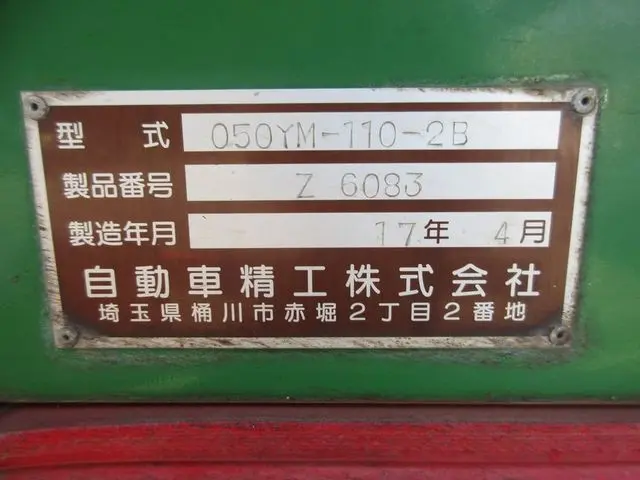 型式 050YM-110-2B
製品番号 Z 6083
製造年月 17年 4月
自動車精工株式会社
埼玉県桶川市赤堀2丁目2番地